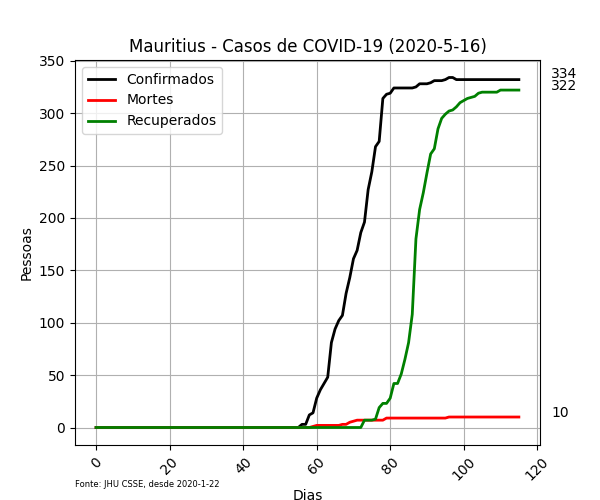 Mauritius - Casos de COVID-19 (2020-5-16)
350
300
250
200
150
100
50
0
Pessoas
Confirmados
Mortes
Recuperados
334
322
10
0
20
40
60
80
100
120
Fonte: JHU CSSE, desde 2020-1-22
Dias